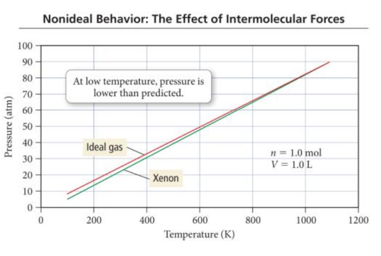 Nonideal Behavior: The Effect of Intermolecular Forces
100
90
80
70
60
50
40
30
20
10
0
Pressure (atm)
At low temperature, pressure is
lower than predicted.
Ideal gas
Xenon
n = 1.0 mol
V = 1.0 L
0 200 400 600 800 1000 1200
Temperature (K)